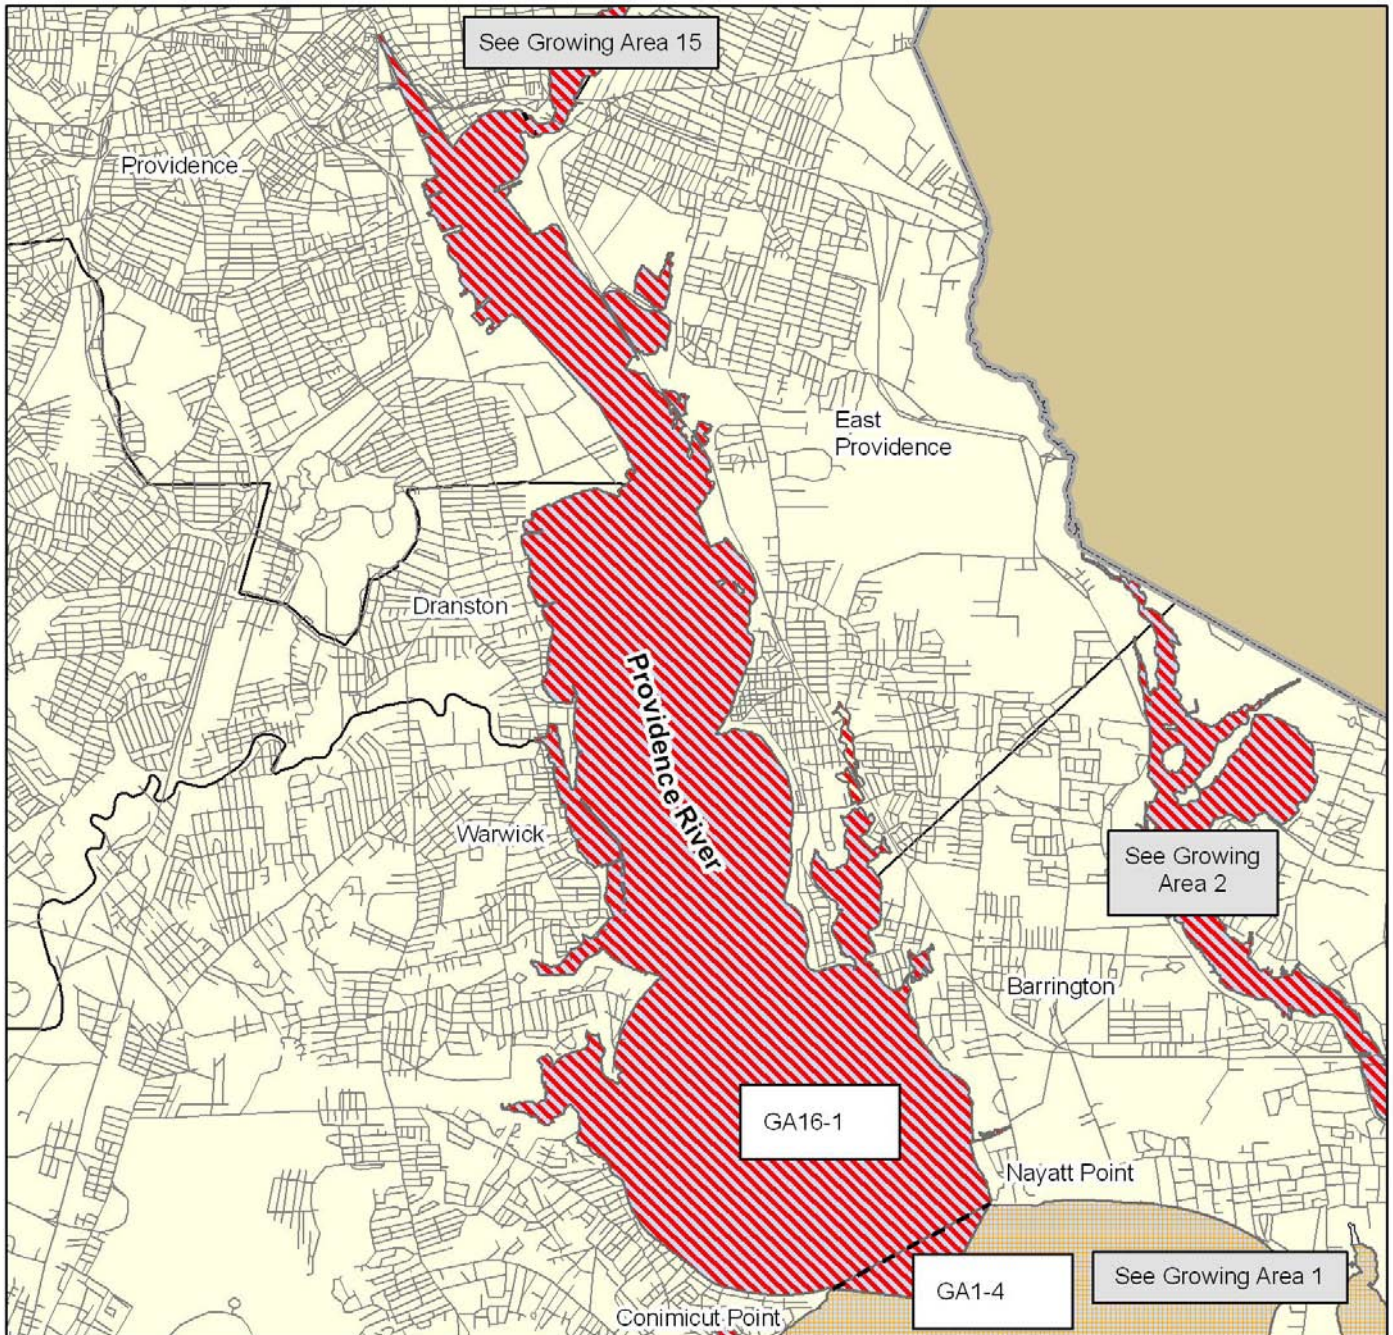 See Growing Area 15
Providence
East
Providence
Dranston
Providence River
Warwick
See Growing
Area 2
Barrington
GA16-1
Nayatt Point
GA1-4
See Growing Area 1
Conimicut Point